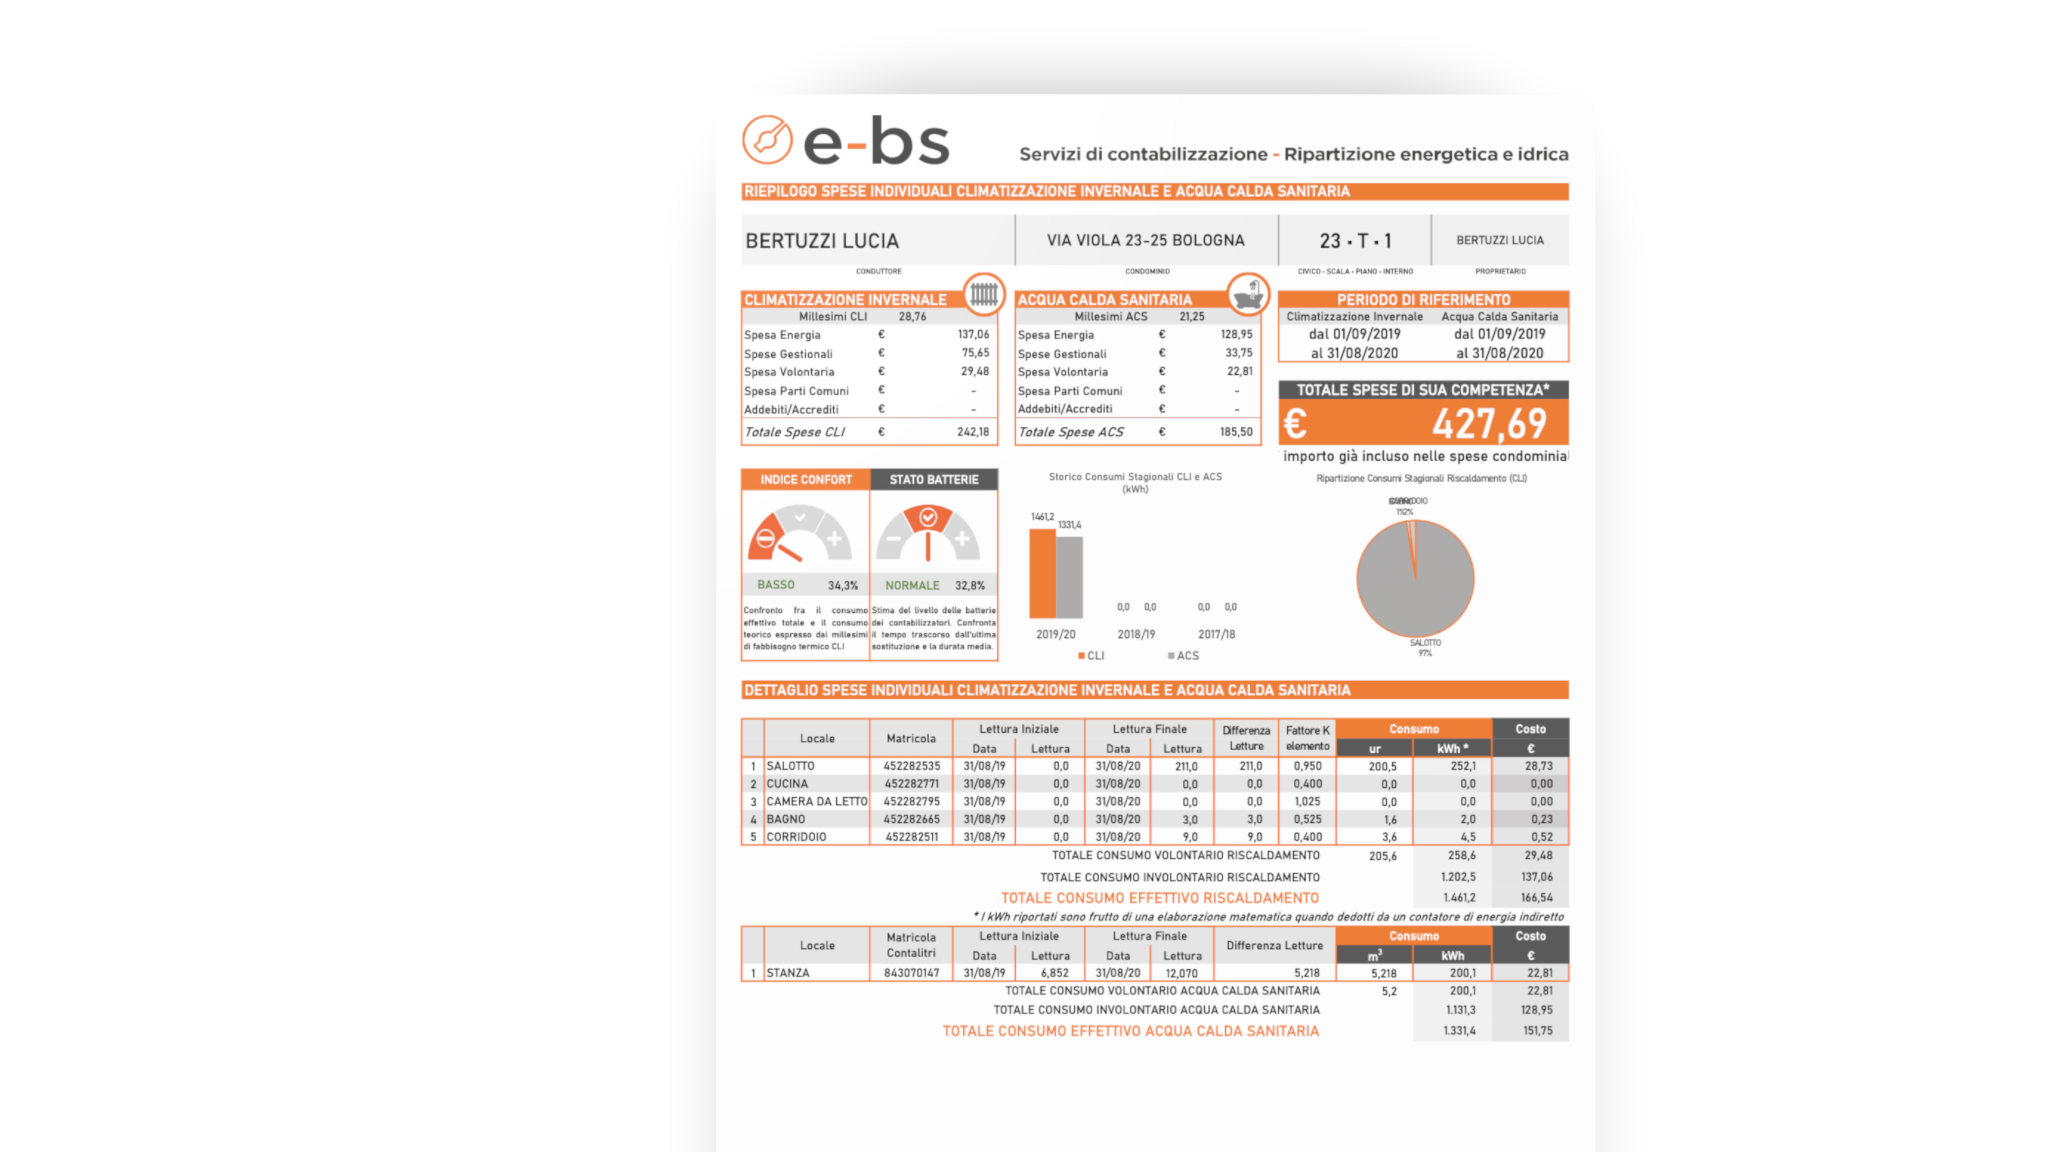 e-bs
Servizi di contabilizzazione - Ripartizione energetica e idrica
RIEPILOGO SPESE INDIVIDUALI CLIMATIZZAZIONE INVERNALE E ACQUA CALDA SANITARIA
BERTUZZI LUCIA VIA VIOLA 23-25 BOLOGNA 23 - T - 1 BERTUZZI LUCIA
CONDUTTORE CONDOMINIO CIVICO - SCALA - PIANO - INTERNO PROPRIETARIO
CLIMATIZZAZIONE INVERNALE
Millesimi CLI 28,76
Spesa Energia € 137,06
Spese Gestionali € 75,65
Spesa Volontaria € 29,48
Spesa Parti Comuni € -
Addebiti/Accrediti € -
Totale Spese CLI € 242,18
ACQUA CALDA SANITARIA
Millesimi ACS 21,25
Spesa Energia € 128,95
Spese Gestionali € 33,75
Spesa Volontaria € 22,81
Spesa Parti Comuni € -
Addebiti/Accrediti € -
Totale Spese ACS € 185,50
PERIODO DI RIFERIMENTO
Climatizzazione Invernale Acqua Calda Sanitaria
dal 01/09/2019 dal 01/09/2019
al 31/08/2020 al 31/08/2020
TOTALE SPESE DI SUA COMPETENZA*
€ 427,69
importo già incluso nelle spese condominial
INDICE CONFORT
BASSO 34,3%
Confronto fra il consumo
effettivo totale e il consumo
teorico espresso dai millesimi
di fabbisogno termico CLI
STATO BATTERIE
NORMALE 32,8%
Stima del livello delle batterie
dei contabilizzatori. Confronta
il tempo trascorso dall'ultima
sostituzione e la durata media.
Storico Consumi Stagionali CLI e ACS
(kWh)
1461,2
1331,4
0,0 0,0 0,0 0,0
2019/20 2018/19 2017/18
CLI ACS
Ripartizione Consumi Stagionali Riscaldamento (CLI)
CORRIDOIO
SALOTTO
97%
DETTAGLIO SPESE INDIVIDUALI CLIMATIZZAZIONE INVERNALE E ACQUA CALDA SANITARIA
Locale Matricola Lettura Iniziale Lettura Finale Differenza Letture Fattore K elemento Consumo Costo
Data Lettura Data Lettura ur kWh * €
1 SALOTTO 452282535 31/08/19 0,0 31/08/20 211,0 211,0 0,950 200,5 252,1 28,73
2 CUCINA 452282771 31/08/19 0,0 31/08/20 0,0 0,0 0,400 0,0 0,0 0,00
3 CAMERA DA LETTO 452282795 31/08/19 0,0 31/08/20 0,0 0,0 1,025 0,0 0,0 0,00
4 BAGNO 452282665 31/08/19 0,0 31/08/20 3,0 3,0 0,525 1,6 2,0 0,23
5 CORRIDOIO 452282511 31/08/19 0,0 31/08/20 9,0 9,0 0,400 3,6 4,5 0,52
TOTALE CONSUMO VOLONTARIO RISCALDAMENTO 205,6 258,6 29,48
TOTALE CONSUMO INVOLONTARIO RISCALDAMENTO 1.202,5 137,06
TOTALE CONSUMO EFFETTIVO RISCALDAMENTO 1.461,2 166,54
* I kWh riportati sono frutto di una elaborazione matematica quando dedotti da un contatore di energia indiretto
Locale Matricola Contalitri Lettura Iniziale Lettura Finale Differenza Letture Consumo Costo
Data Lettura Data Lettura m³ kWh €
1 STANZA 843070147 31/08/19 6,852 31/08/20 12,070 5,218 5,218 200,1 22,81
TOTALE CONSUMO VOLONTARIO ACQUA CALDA SANITARIA 5,2 200,1 22,81
TOTALE CONSUMO INVOLONTARIO ACQUA CALDA SANITARIA 1.131,3 128,95
TOTALE CONSUMO EFFETTIVO ACQUA CALDA SANITARIA 1.331,4 151,75